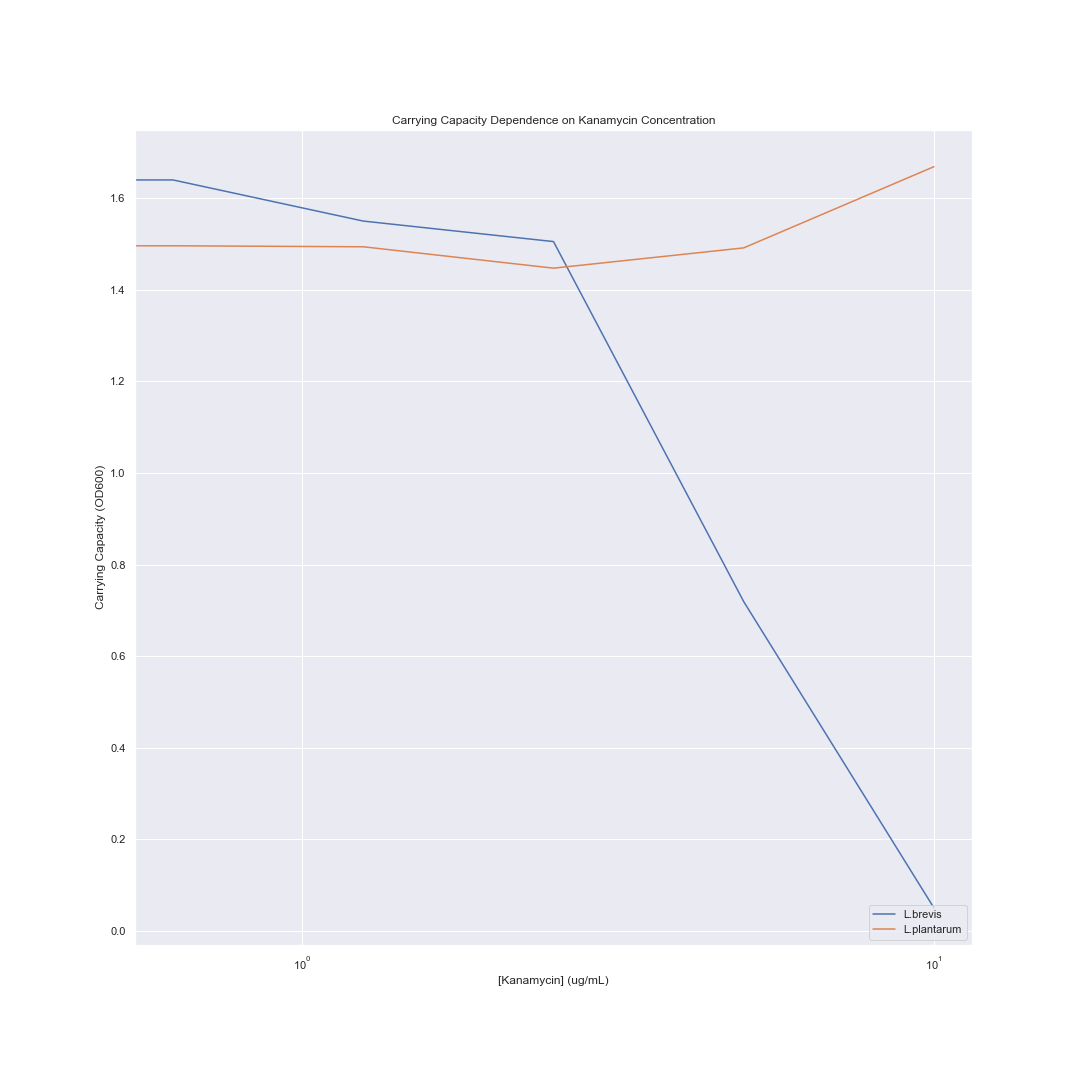 Carrying Capacity Dependence on Kanamycin Concentration
1.6
1.4
1.2
1.0
0.8
0.6
0.4
0.2
0.0
Carrying Capacity (OD600)
10⁰
10¹
[Kanamycin] (ug/mL)
L.brevis
L.plantarum